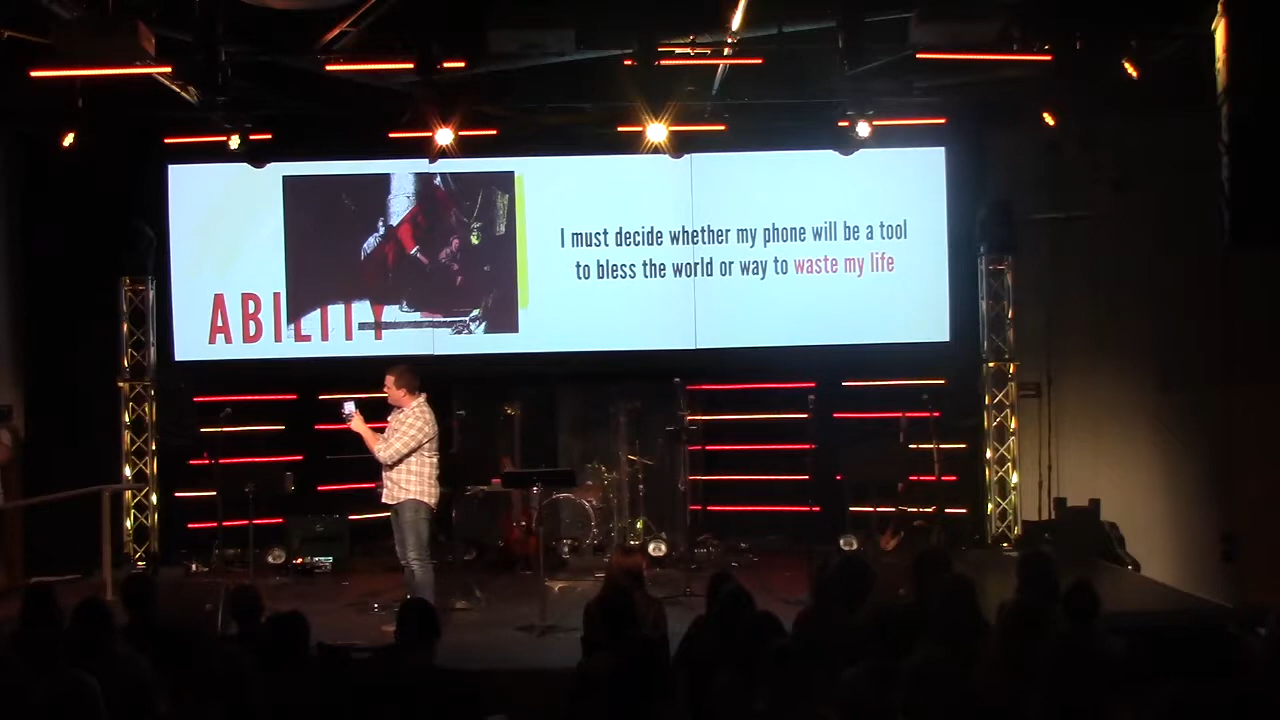 ABILITY
I must decide whether my phone will be a tool
to bless the world or way to waste my life